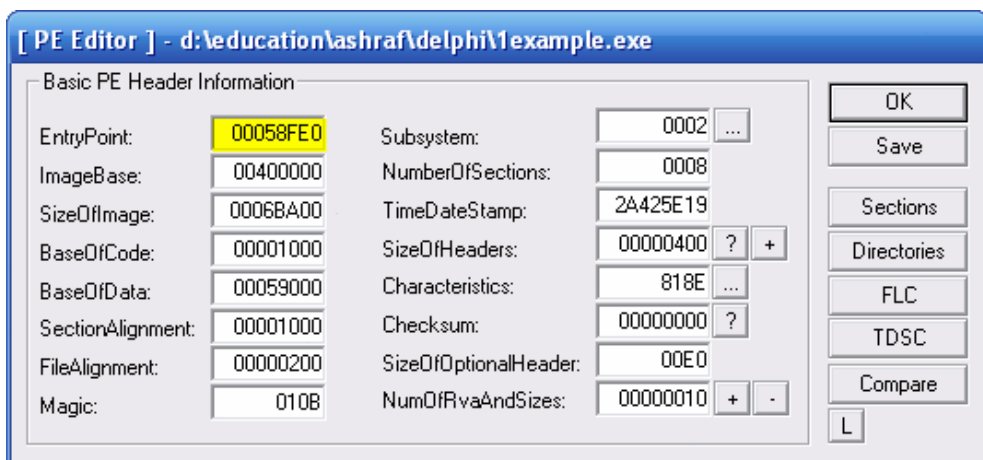 [ PE Editor ] - d:\education\ashraf\delphi\1example.exe
Basic PE Header Information
EntryPoint: 00058FE0 Subsystem: 0002 ...
ImageBase: 00400000 NumberOfSections: 0008
SizeOfImage: 0006BA00 TimeDateStamp: 2A425E19
BaseOfCode: 00001000 SizeOfHeaders: 00000400 ? +
BaseOfData: 00059000 Characteristics: 818E ...
SectionAlignment: 00001000 Checksum: 00000000 ?
FileAlignment: 00000200 SizeOfOptionalHeader: 00E0
Magic: 010B NumOfRvaAndSizes: 00000010 + -
OK
Save
Sections
Directories
FLC
TDSC
Compare
L